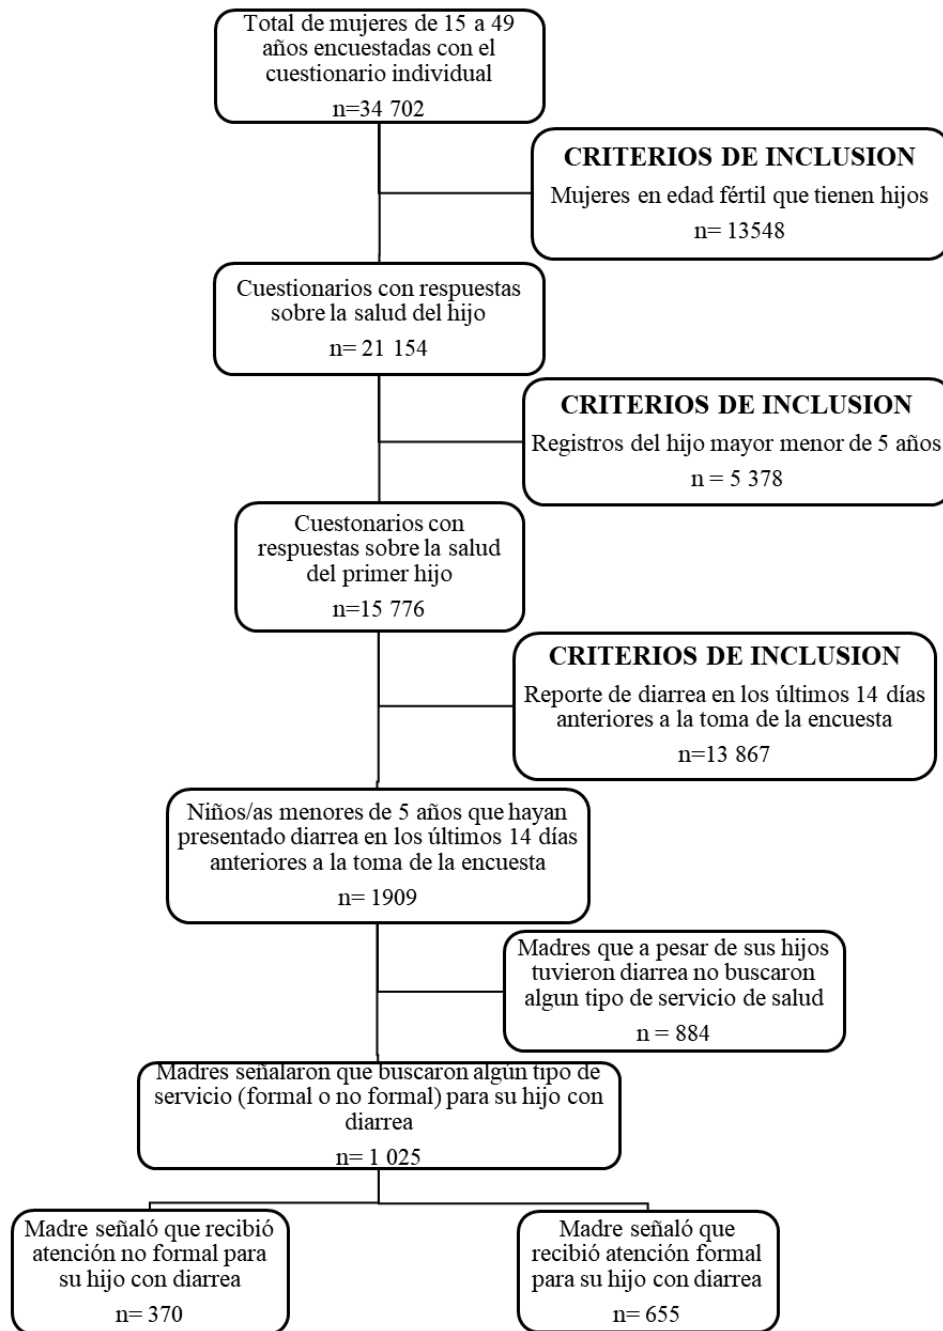 Total de mujeres de 15 a 49
años encuestadas con el
cuestionario individual
n=34 702
CRITERIOS DE INCLUSION
Mujeres en edad fértil que tienen hijos
n= 13548
Cuestionarios con respuestas
sobre la salud del hijo
n= 21 154
CRITERIOS DE INCLUSION
Registros del hijo mayor menor de 5 años
n = 5 378
Cuestonarios con
respuestas sobre la salud
del primer hijo
n=15 776
CRITERIOS DE INCLUSION
Reporte de diarrea en los últimos 14 días
anteriores a la toma de la encuesta
n=13 867
Niños/as menores de 5 años que hayan
presentado diarrea en los últimos 14 días
anteriores a la toma de la encuesta
n= 1909
Madres que a pesar de sus hijos
tuvieron diarrea no buscaron
algun tipo de servicio de salud
n = 884
Madres señalaron que buscaron algún tipo de
servicio (formal o no formal) para su hijo con
diarrea
n= 1 025
Madre señaló que recibió
atención no formal para
su hijo con diarrea
n= 370
Madre señaló que
recibió atención formal
para su hijo con diarrea
n= 655